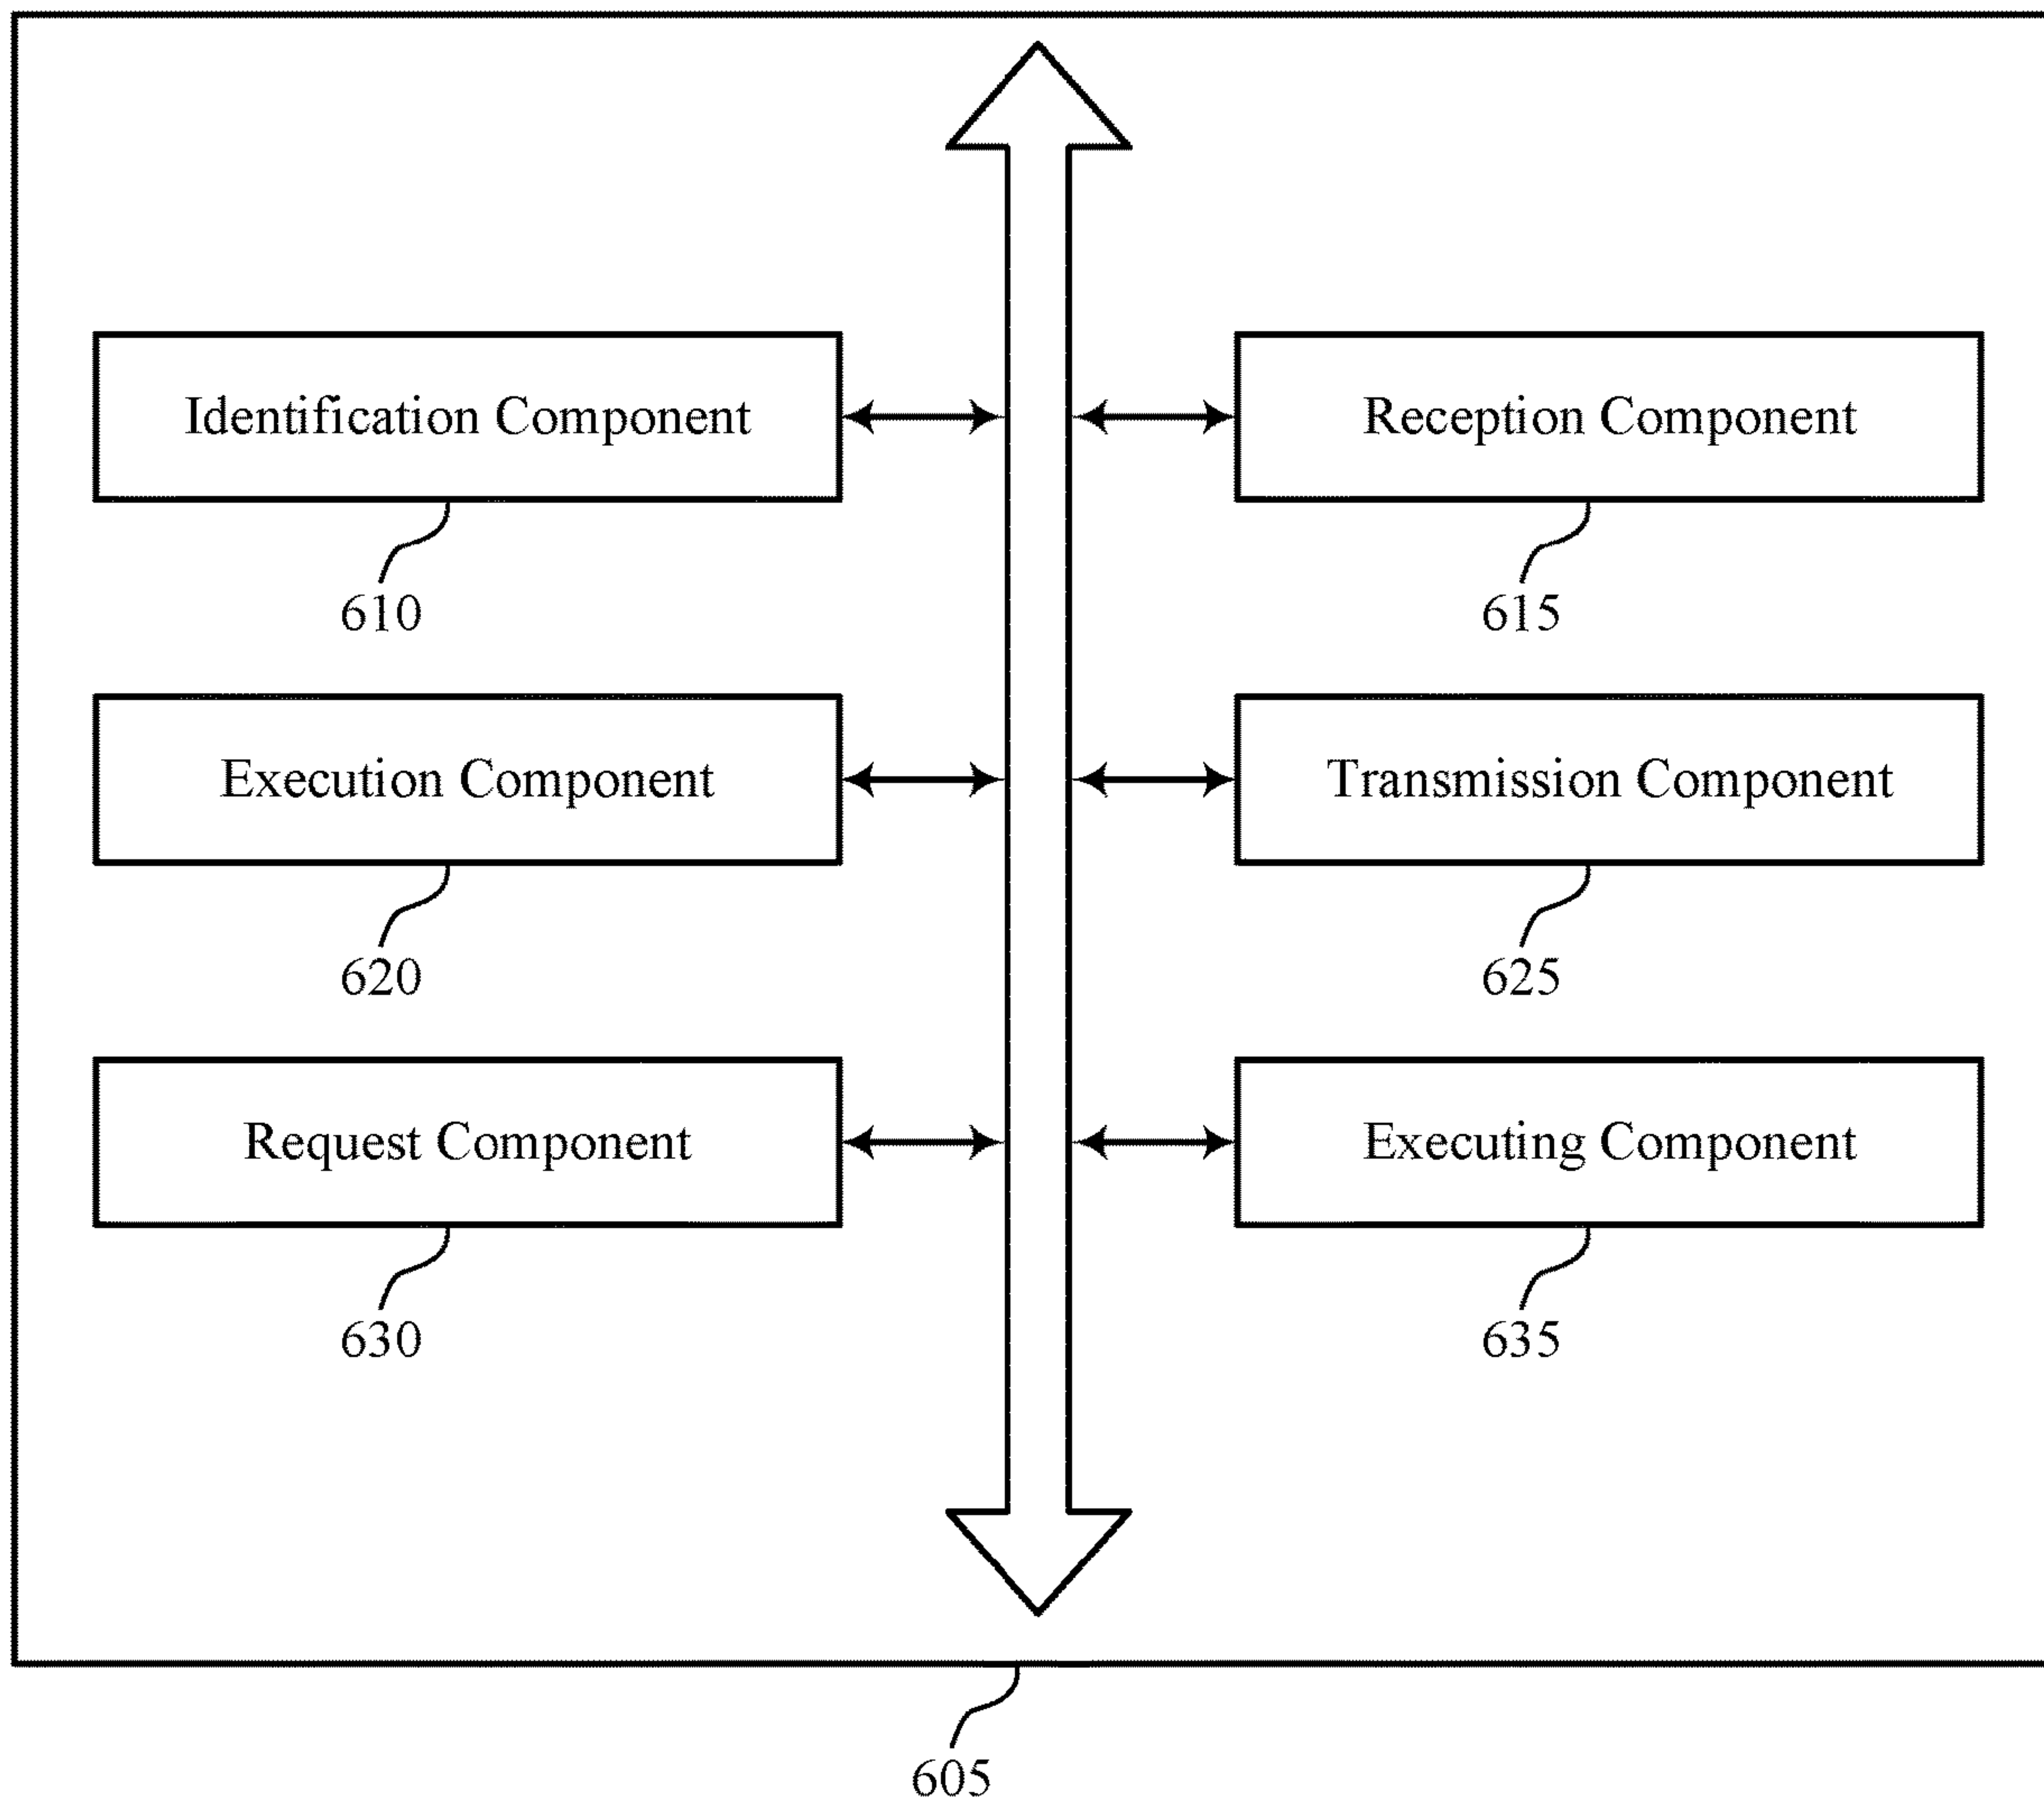 Identification Component
Reception Component
610
615
Execution Component
Transmission Component
620
625
Request Component
Executing Component
630
635
605